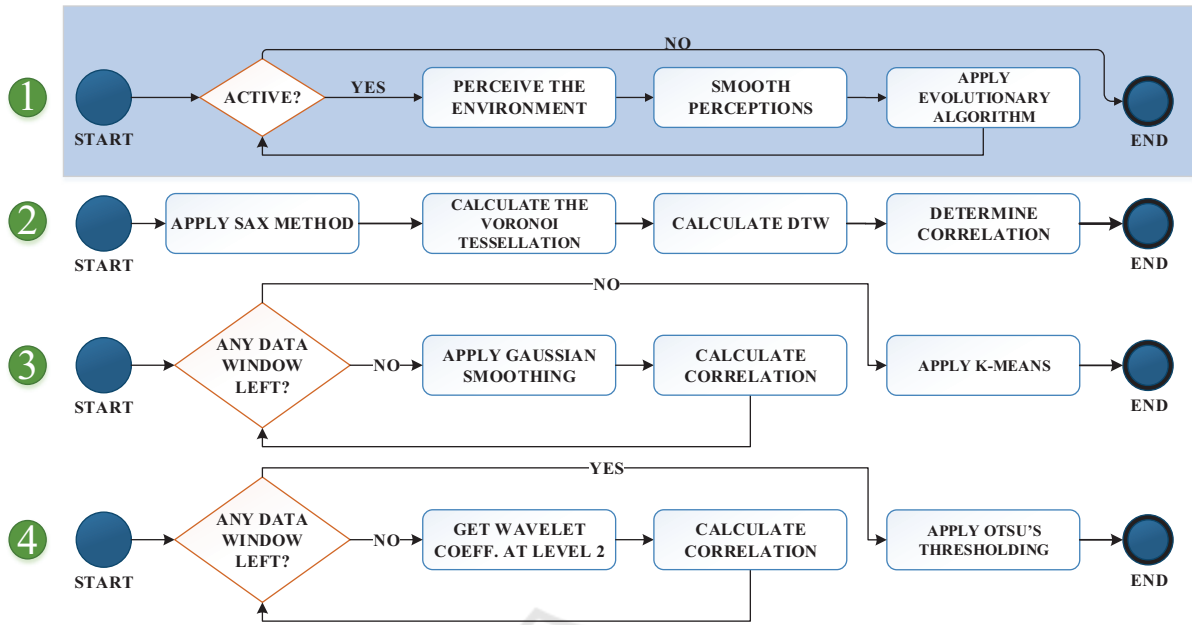 NO
1
ACTIVE?
YES
PERCEIVE THE
ENVIRONMENT
SMOOTH
PERCEPTIONS
APPLY
EVOLUTIONARY
ALGORITHM
START
END
2
APPLY SAX METHOD
CALCULATE THE
VORONOI
TESSELLATION
CALCULATE DTW
DETERMINE
CORRELATION
START
END
NO
3
ANY DATA
WINDOW
LEFT?
NO
APPLY GAUSSIAN
SMOOTHING
CALCULATE
CORRELATION
APPLY K-MEANS
START
END
YES
4
ANY DATA
WINDOW
LEFT?
NO
GET WAVELET
COEFF. AT LEVEL 2
CALCULATE
CORRELATION
APPLY OTSU'S
THRESHOLDING
START
END